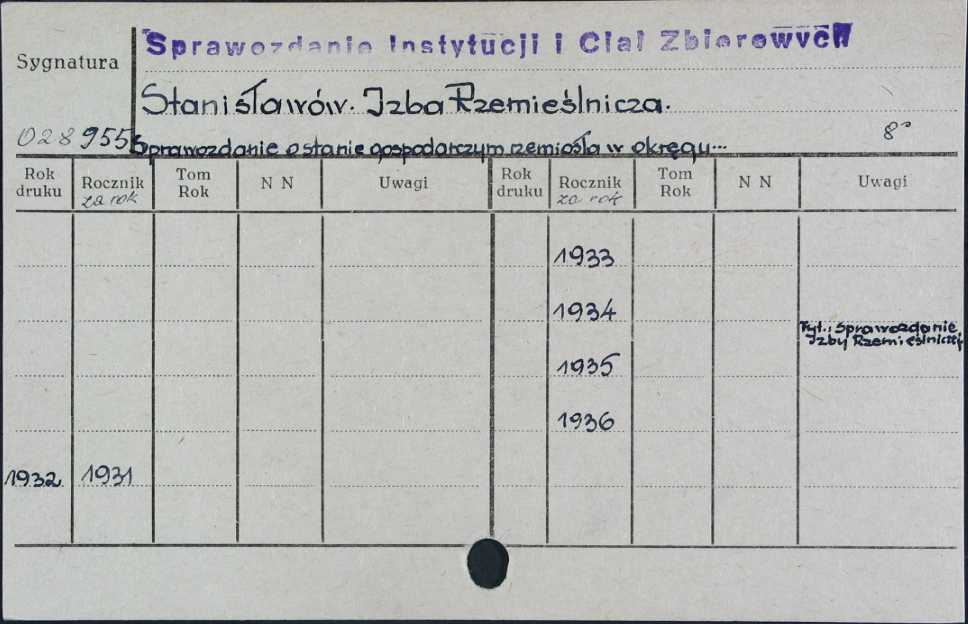 Sprawozdanie Instytucji i Ciał Zbiorowych
Sygnatura
Stanisławów. Izba Rzemieślnicza.
028955
8°
Sprawozdanie o stanie gospodarczym rzemiosła w okręgu...
Rok druku Rocznik za rok Tom Rok N N Uwagi Rok druku Rocznik za rok Tom Rok N N Uwagi
1933
1934
Tyt.: Sprawozdanie
Izby Rzemieślniczej
1935
1936
1932 1931